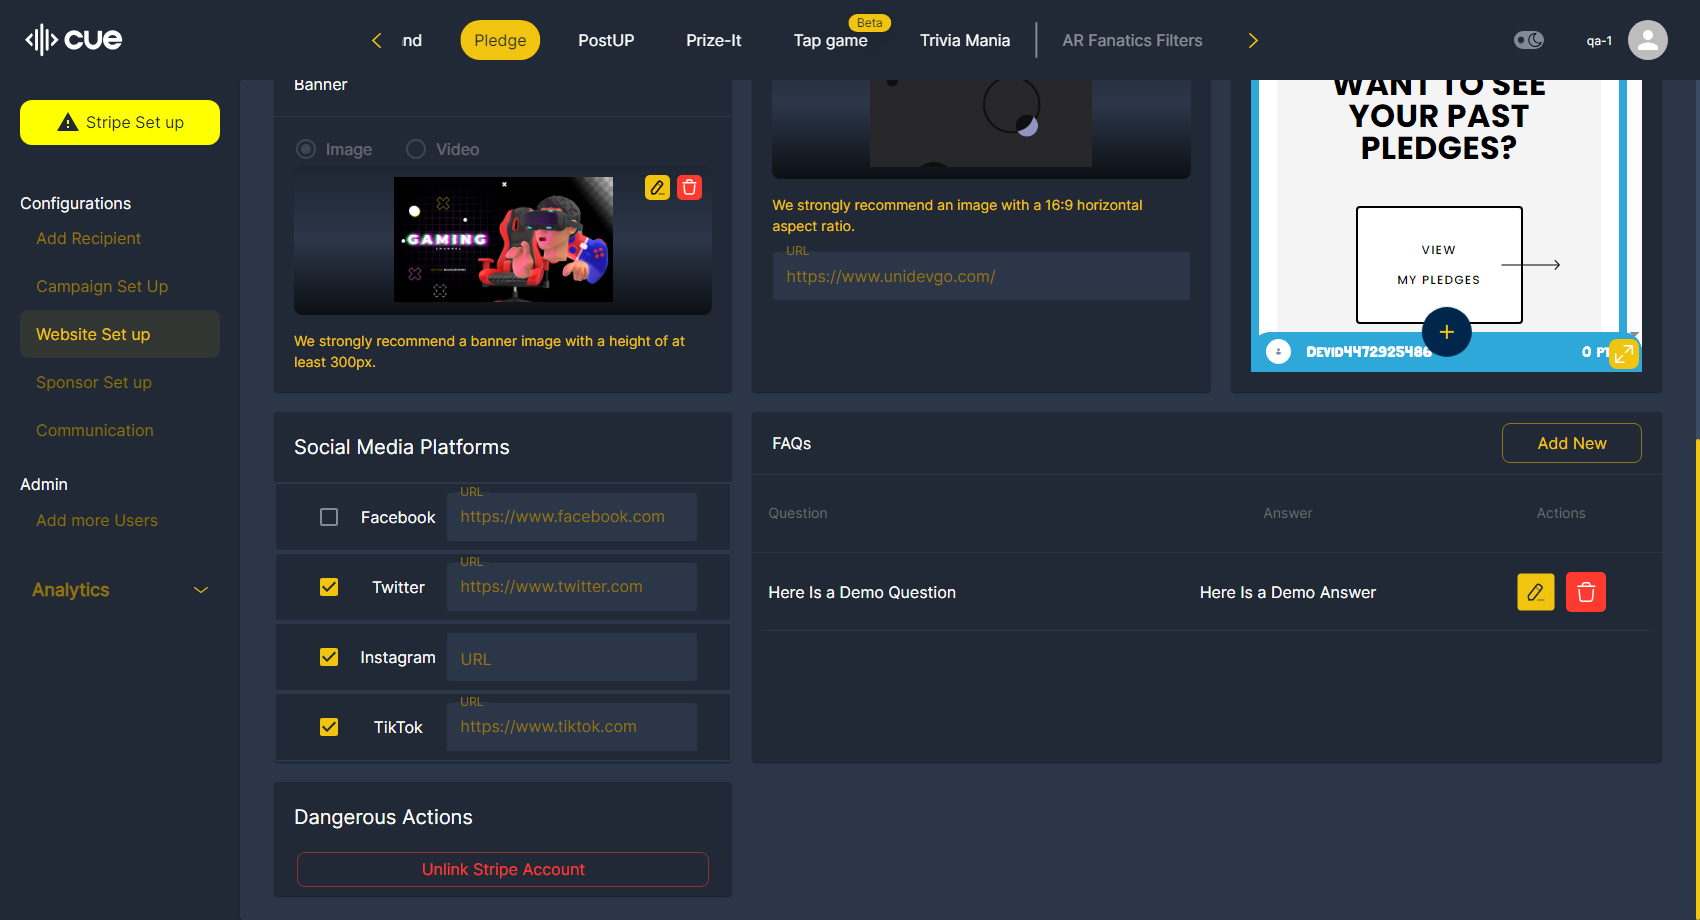 cue
nd
Pledge
PostUP
Prize-It
Tap game
Beta
Trivia Mania
AR Fanatics Filters
qa-1
Stripe Set up
Configurations
Add Recipient
Campaign Set Up
Website Set up
Sponsor Set up
Communication
Admin
Add more Users
Analytics
Banner
Image
Video
GAMING
We strongly recommend a banner image with a height of at
least 300px.
We strongly recommend an image with a 16:9 horizontal
aspect ratio.
URL
https://www.unidevgo.com/
WANT TO SEE
YOUR PAST
PLEDGES?
VIEW
MY PLEDGES
DEVID4472925486
0 PT
Social Media Platforms
Facebook
URL
https://www.facebook.com
Twitter
URL
https://www.twitter.com
Instagram
URL
TikTok
URL
https://www.tiktok.com
FAQs
Add New
Question
Answer
Actions
Here Is a Demo Question
Here Is a Demo Answer
Dangerous Actions
Unlink Stripe Account